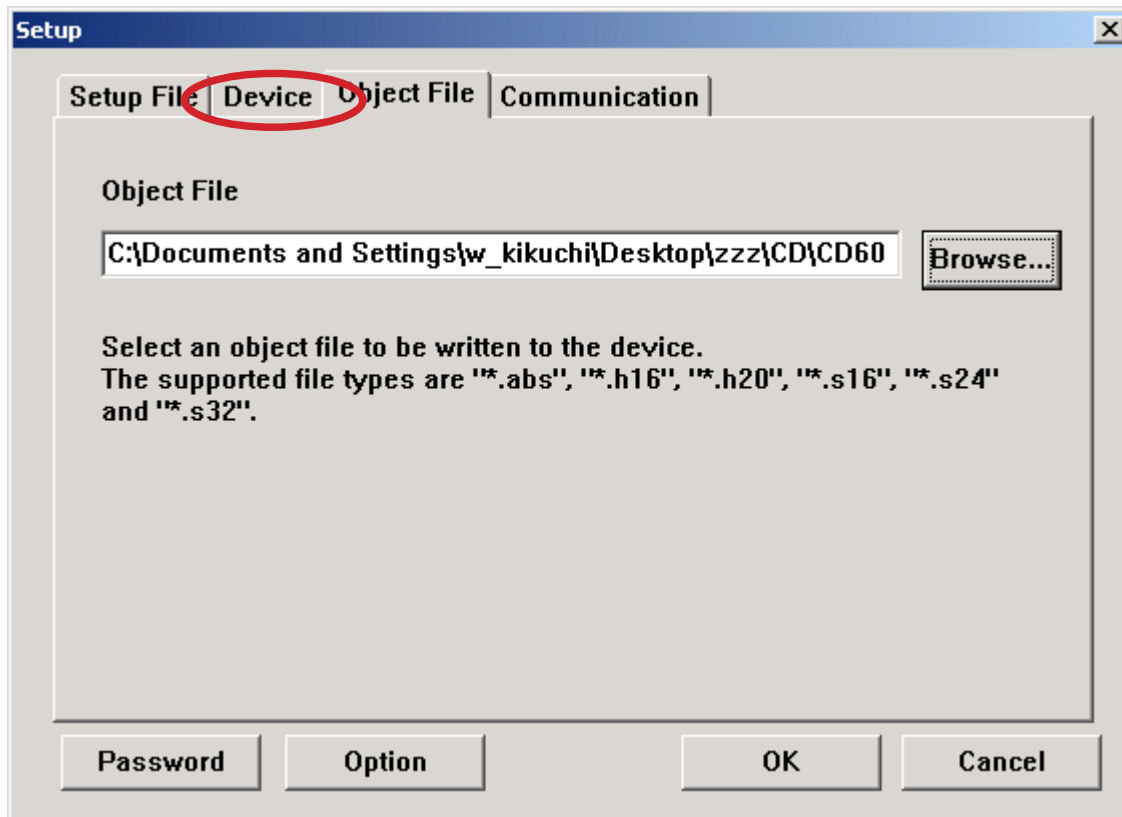 Setup
Setup File Device Object File Communication
Object File
C:\Documents and Settings\w_kikuchi\Desktop\zzz\CD\CD60 Browse...
Select an object file to be written to the device.
The supported file types are "*.abs", "*.h16", "*.h20", "*.s16", "*.s24"
and "*.s32".
Password Option OK Cancel